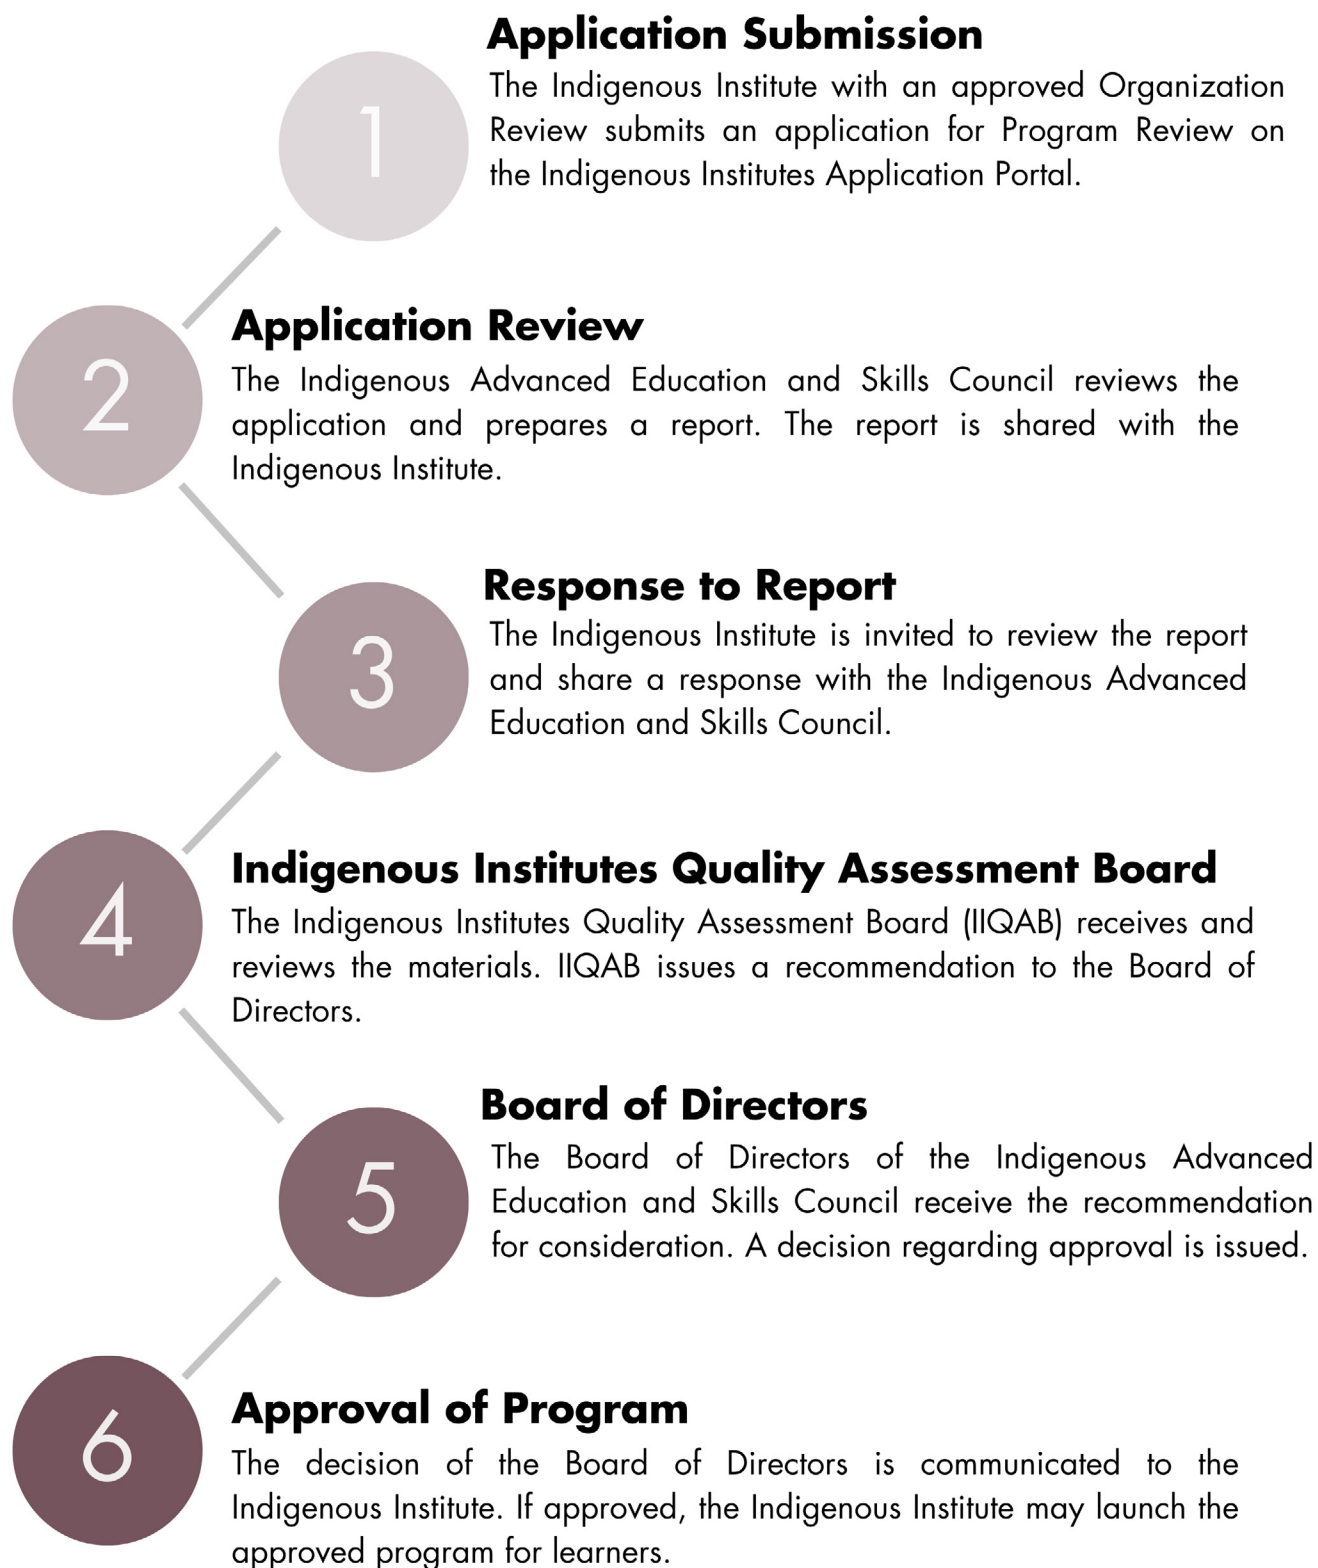 1
Application Submission
The Indigenous Institute with an approved Organization
Review submits an application for Program Review on
the Indigenous Institutes Application Portal.
2
Application Review
The Indigenous Advanced Education and Skills Council reviews the
application and prepares a report. The report is shared with the
Indigenous Institute.
3
Response to Report
The Indigenous Institute is invited to review the report
and share a response with the Indigenous Advanced
Education and Skills Council.
4
Indigenous Institutes Quality Assessment Board
The Indigenous Institutes Quality Assessment Board (IIQAB) receives and
reviews the materials. IIQAB issues a recommendation to the Board of
Directors.
5
Board of Directors
The Board of Directors of the Indigenous Advanced
Education and Skills Council receive the recommendation
for consideration. A decision regarding approval is issued.
6
Approval of Program
The decision of the Board of Directors is communicated to the
Indigenous Institute. If approved, the Indigenous Institute may launch the
approved program for learners.